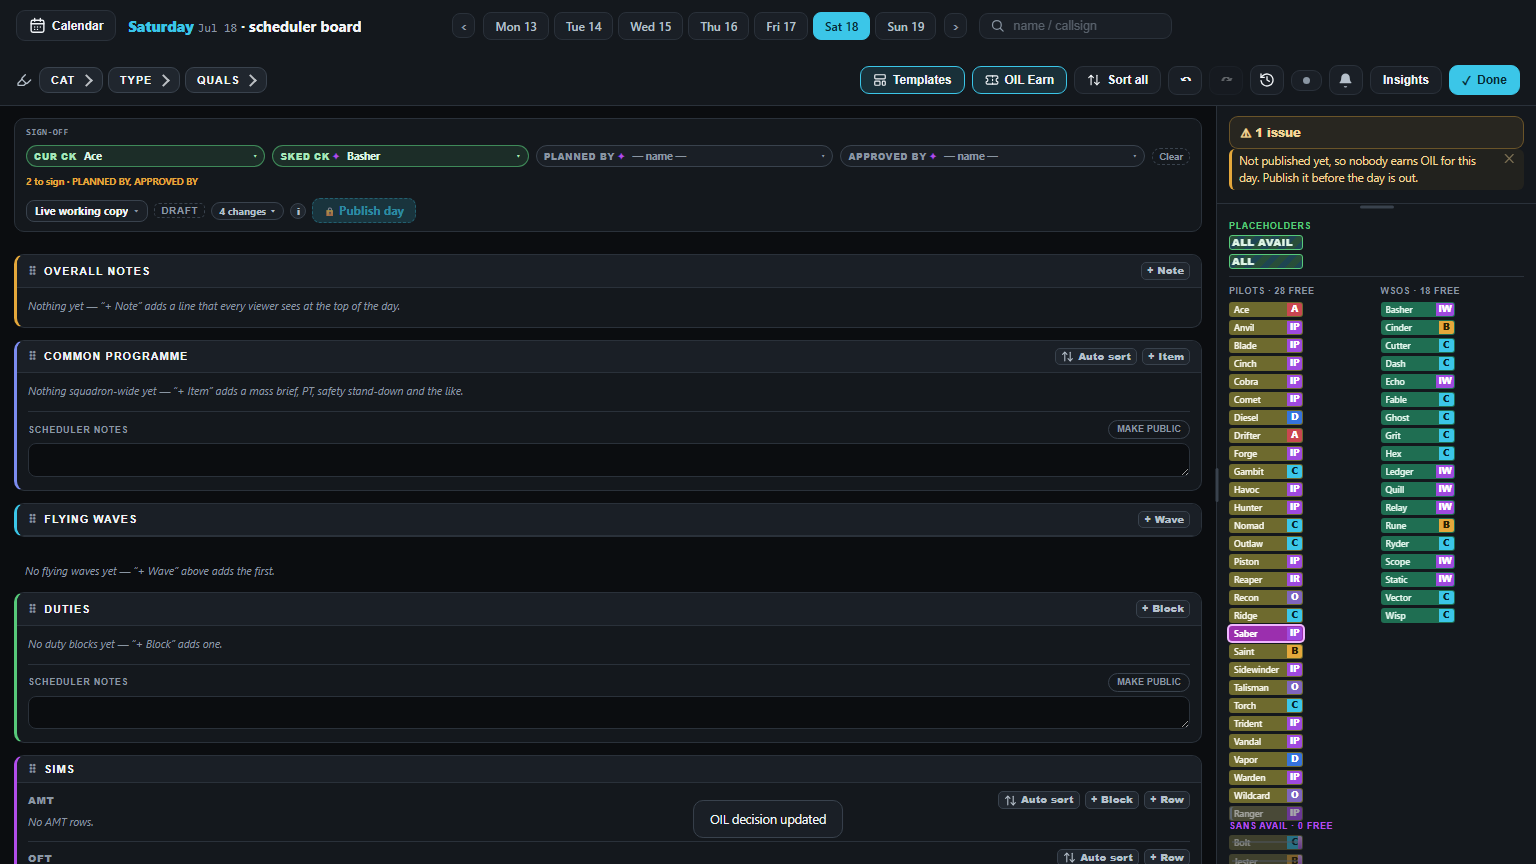 Calendar
Saturday Jul 18 · scheduler board
‹ Mon 13 Tue 14 Wed 15 Thu 16 Fri 17 Sat 18 Sun 19 ›
name / callsign
CAT TYPE QUALS
Templates OIL Earn Sort all Insights ✓ Done
SIGN-OFF
CUR CK Ace
SKED CK ✦ Basher
PLANNED BY ✦ — name —
APPROVED BY ✦ — name —
Clear
2 to sign · PLANNED BY, APPROVED BY
Live working copy DRAFT 4 changes i Publish day
OVERALL NOTES + Note
Nothing yet — "+ Note" adds a line that every viewer sees at the top of the day.
COMMON PROGRAMME Auto sort + Item
Nothing squadron-wide yet — "+ Item" adds a mass brief, PT, safety stand-down and the like.
SCHEDULER NOTES MAKE PUBLIC
FLYING WAVES + Wave
No flying waves yet — "+ Wave" above adds the first.
DUTIES + Block
No duty blocks yet — "+ Block" adds one.
SCHEDULER NOTES MAKE PUBLIC
SIMS
AMT Auto sort + Block + Row
No AMT rows.
OFT Auto sort + Row
OIL decision updated
⚠ 1 issue
Not published yet, so nobody earns OIL for this
day. Publish it before the day is out.
PLACEHOLDERS
ALL AVAIL
ALL
PILOTS · 28 FREE
Ace A
Anvil IP
Blade IP
Cinch IP
Cobra IP
Comet IP
Diesel D
Drifter A
Forge IP
Gambit C
Havoc IP
Hunter IP
Nomad C
Outlaw C
Piston IP
Reaper IR
Recon O
Ridge C
Saber IP
Saint B
Sidewinder IP
Talisman O
Torch C
Trident IP
Vandal IP
Vapor D
Warden IP
Wildcard O
Ranger IP
WSOS · 18 FREE
Basher IW
Cinder B
Cutter C
Dash C
Echo IW
Fable C
Ghost C
Grit C
Hex C
Ledger IW
Quill IW
Relay IW
Rune B
Ryder C
Scope IW
Static IW
Vector C
Wisp C
SANS AVAIL · 0 FREE
Bolt C
Jester B